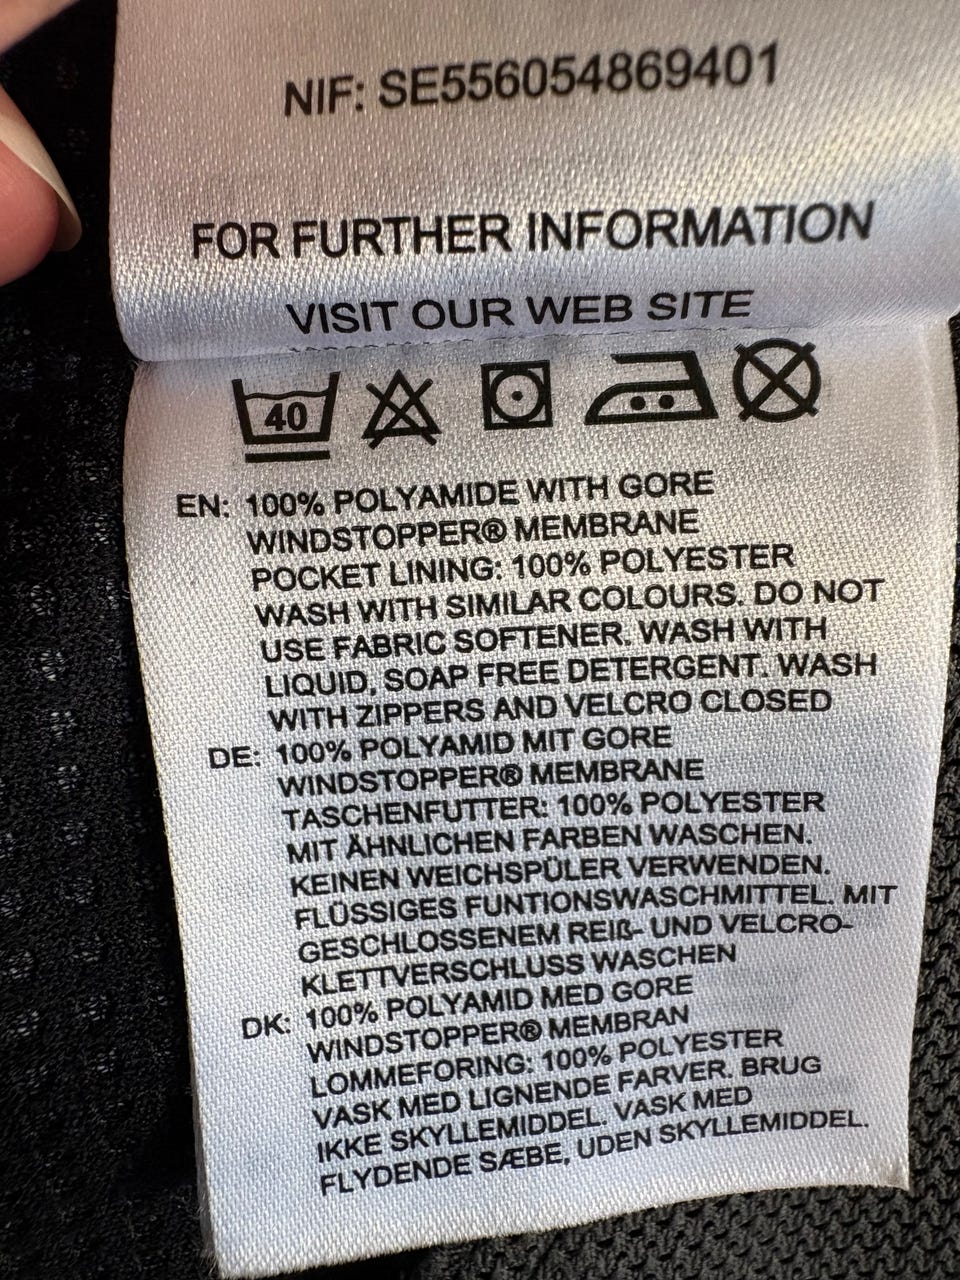 NIF: SE556054869401
FOR FURTHER INFORMATION
VISIT OUR WEB SITE
40
EN: 100% POLYAMIDE WITH GORE
WINDSTOPPER® MEMBRANE
POCKET LINING: 100% POLYESTER
WASH WITH SIMILAR COLOURS. DO NOT
USE FABRIC SOFTENER. WASH WITH
LIQUID, SOAP FREE DETERGENT. WASH
WITH ZIPPERS AND VELCRO CLOSED
DE: 100% POLYAMID MIT GORE
WINDSTOPPER® MEMBRANE
TASCHENFUTTER: 100% POLYESTER
MIT ÄHNLICHEN FARBEN WASCHEN.
KEINEN WEICHSPÜLER VERWENDEN.
FLÜSSIGES FUNTIONSWASCHMITTEL. MIT
GESCHLOSSENEM REIß- UND VELCRO-
KLETTVERSCHLUSS WASCHEN
DK: 100% POLYAMID MED GORE
WINDSTOPPER® MEMBRAN
LOMMEFORING: 100% POLYESTER
VASK MED LIGNENDE FARVER. BRUG
IKKE SKYLLEMIDDEL. VASK MED
FLYDENDE SÆBE, UDEN SKYLLEMIDDEL.